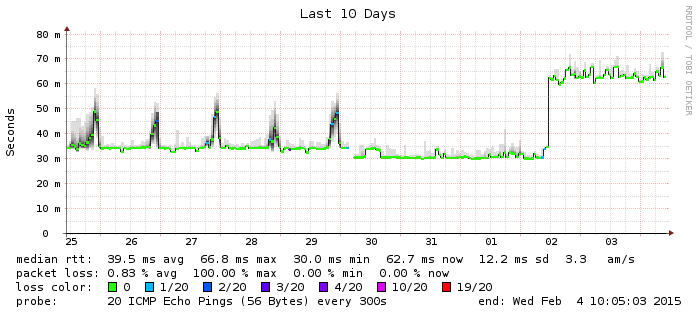 Last 10 Days
RRDTOOL / TOBI OETIKER
Seconds
80 m
70 m
60 m
50 m
40 m
30 m
20 m
10 m
0
25 26 27 28 29 30 31 01 02 03
median rtt: 39.5 ms avg 66.8 ms max 30.0 ms min 62.7 ms now 12.2 ms sd 3.3 am/s
packet loss: 0.83 % avg 100.00 % max 0.00 % min 0.00 % now
loss color: 0 1/20 2/20 3/20 4/20 10/20 19/20
probe: 20 ICMP Echo Pings (56 Bytes) every 300s end: Wed Feb 4 10:05:03 2015